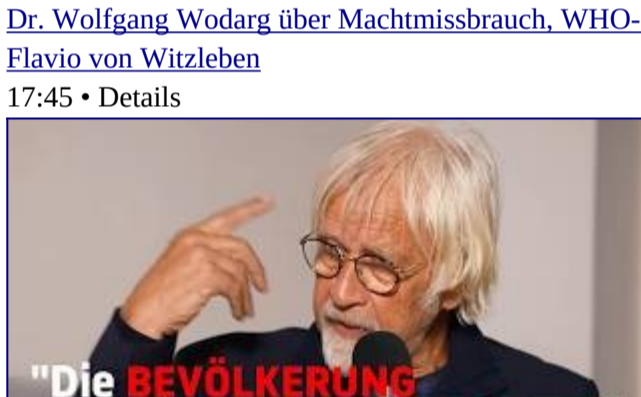 Dr. Wolfgang Wodarg über Machtmissbrauch, WHO-
Flavio von Witzleben
17:45 • Details
"Die BEVÖLKERUNG